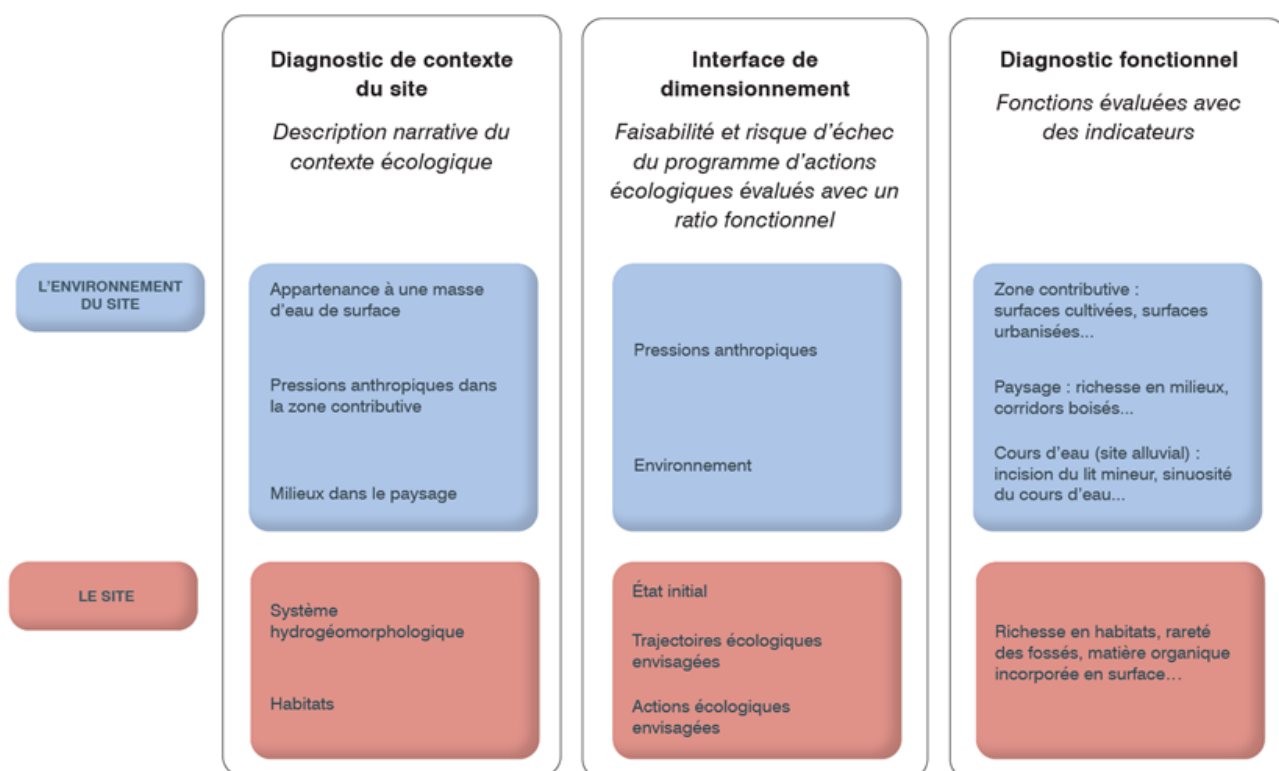 Diagnostic de contexte
du site
Description narrative du
contexte écologique
Interface de
dimensionnement
Faisabilité et risque d'échec
du programme d'actions
écologiques évalués avec un
ratio fonctionnel
Diagnostic fonctionnel
Fonctions évaluées avec
des indicateurs
L'ENVIRONNEMENT
DU SITE
Appartenance à une masse
d'eau de surface
Pressions anthropiques dans
la zone contributive
Milieux dans le paysage
Pressions anthropiques
Environnement
Zone contributive :
surfaces cultivées, surfaces
urbanisées...
Paysage : richesse en milieux,
corridors boisés...
Cours d'eau (site alluvial) :
incision du lit mineur, sinuosité
du cours d'eau...
LE SITE
Système
hydrogéomorphologique
Habitats
État initial
Trajectoires écologiques
envisagées
Actions écologiques
envisagées
Richesse en habitats, rareté
des fossés, matière organique
incorporée en surface…